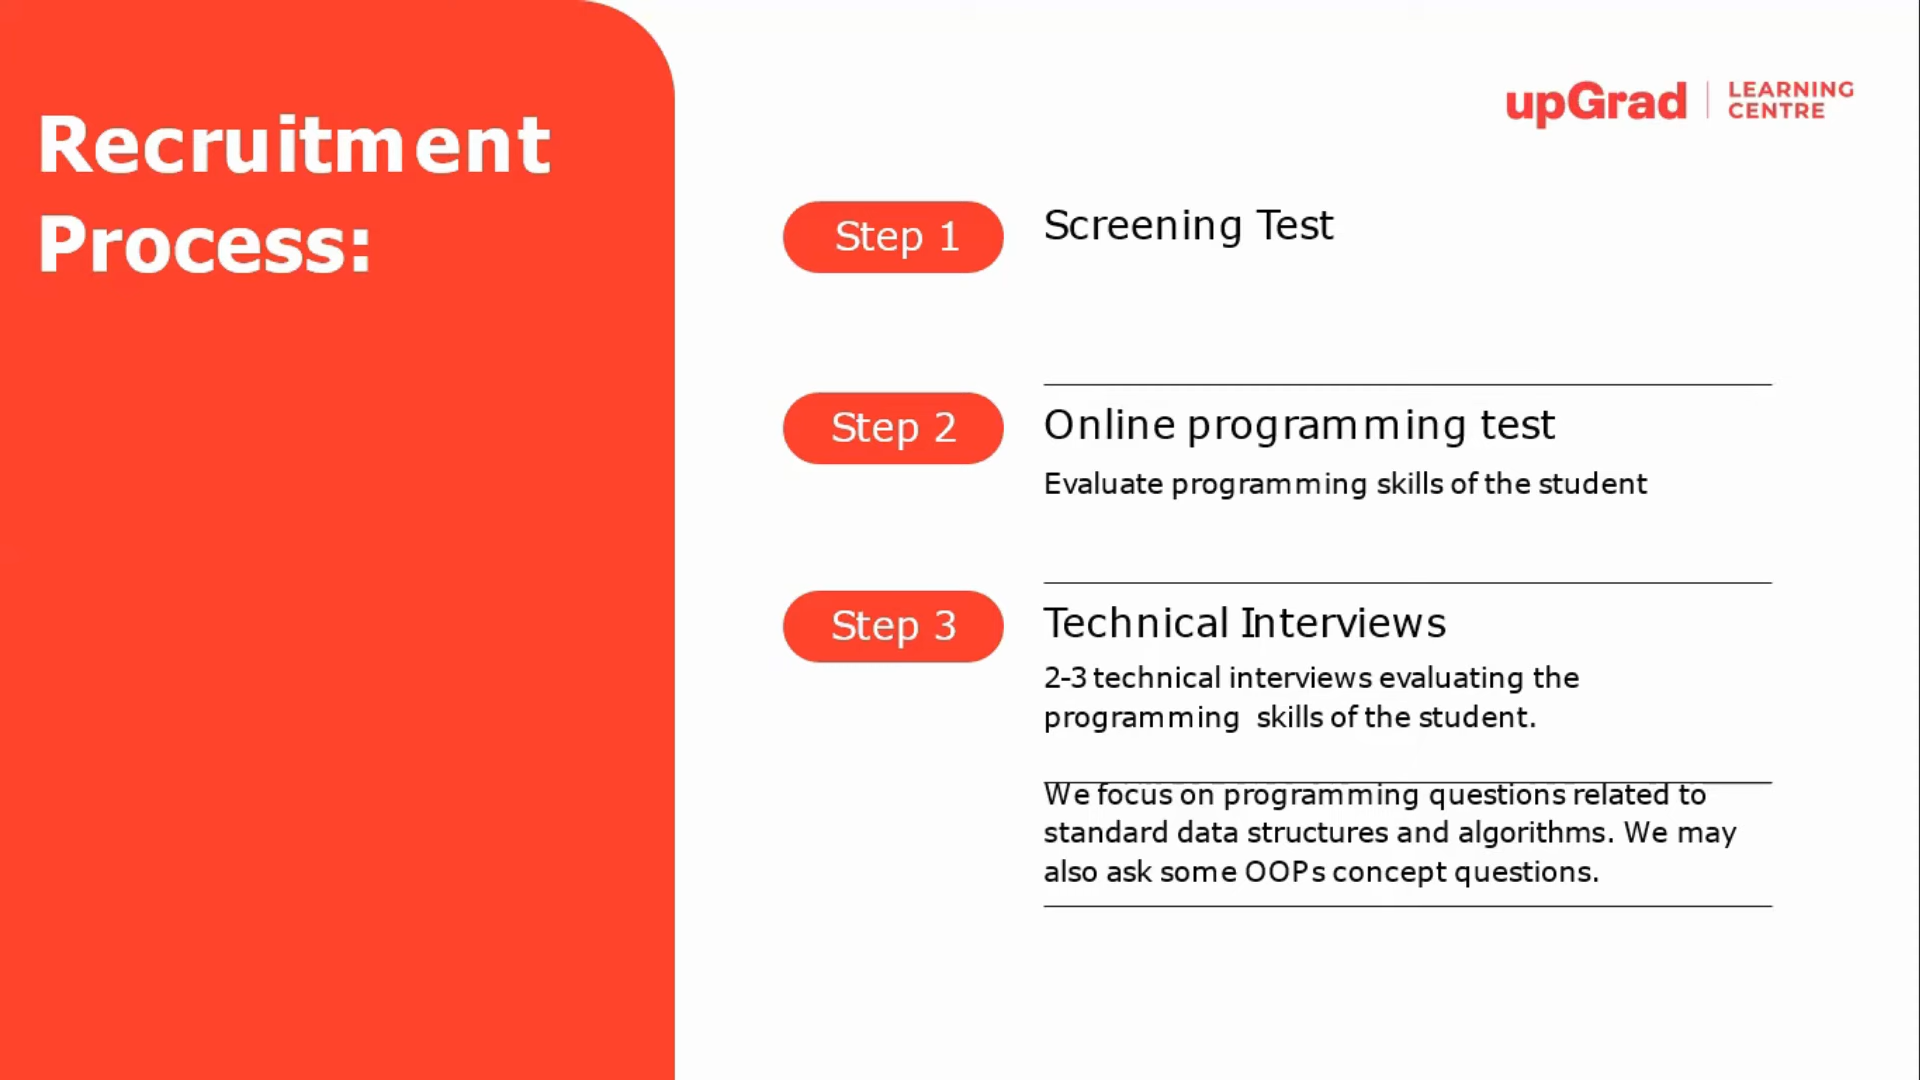 Recruitment
Process:
upGrad
LEARNING
CENTRE
Step 1
Screening Test
Step 2
Online programming test
Evaluate programming skills of the student
Step 3
Technical Interviews
2-3 technical interviews evaluating the
programming skills of the student.
We focus on programming questions related to
standard data structures and algorithms. We may
also ask some OOPs concept questions.